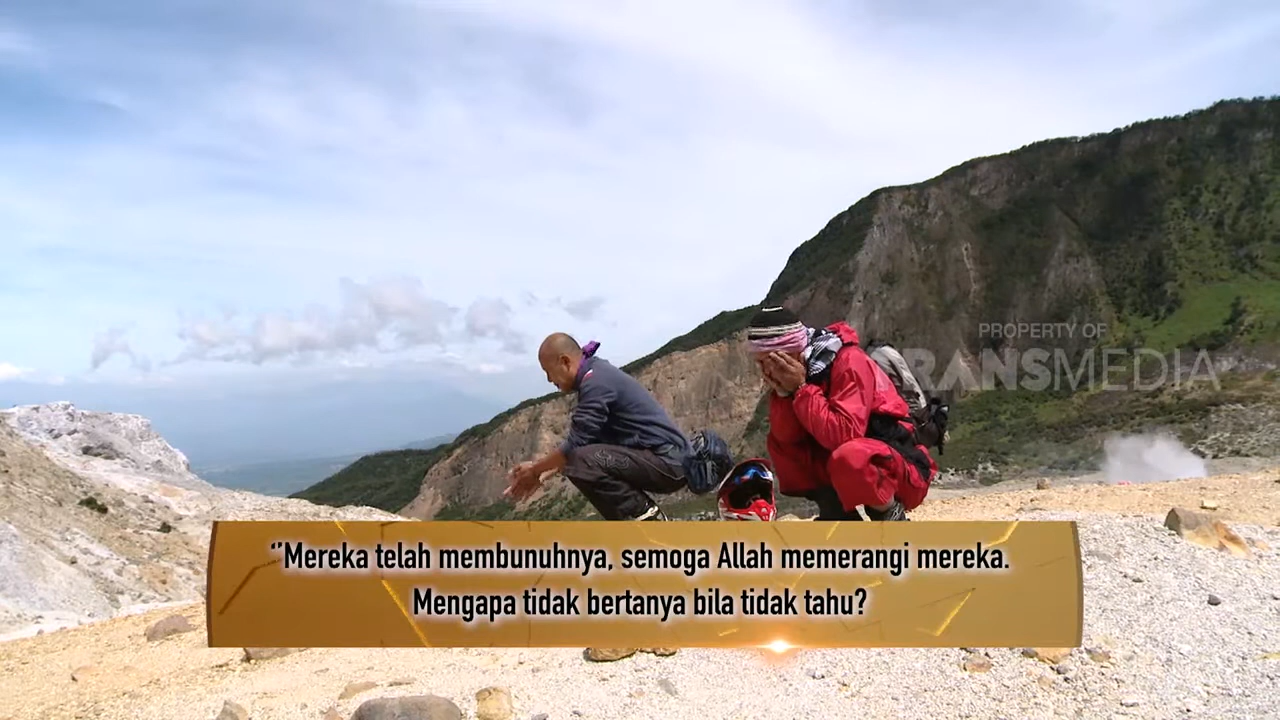 PROPERTY OF
TRANSMEDIA
“Mereka telah membunuhnya, semoga Allah memerangi mereka.
Mengapa tidak bertanya bila tidak tahu?